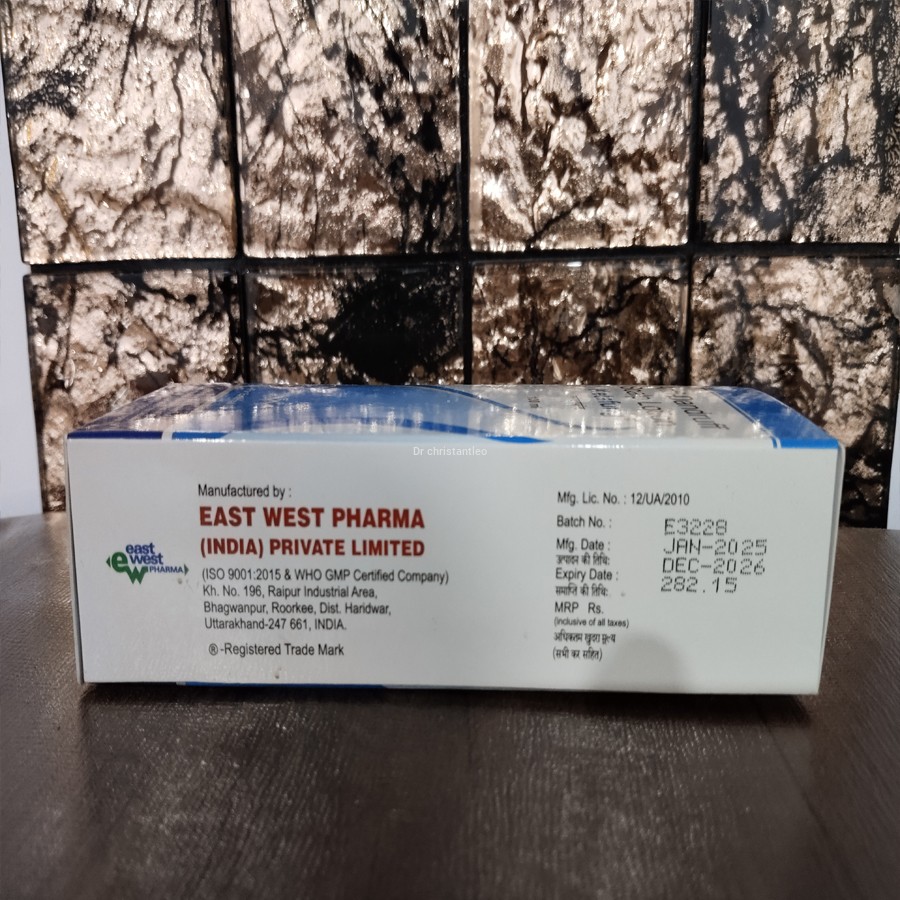 Dr christantleo
Manufactured by :
EAST WEST PHARMA
(INDIA) PRIVATE LIMITED
(ISO 9001:2015 & WHO GMP Certified Company)
Kh. No. 196, Raipur Industrial Area,
Bhagwanpur, Roorkee, Dist. Haridwar,
Uttarakhand-247 661, INDIA.
®-Registered Trade Mark
east
west
PHARMA
ew
Mfg. Lic. No. : 12/UA/2010
Batch No. : E3228
Mfg. Date : JAN-2025
उत्पादन की तिथि:
Expiry Date : DEC-2026
समाप्ति की तिथि:
MRP Rs. 282.15
(Inclusive of all taxes)
अधिकतम खुदरा मूल्य
(सभी कर सहित)